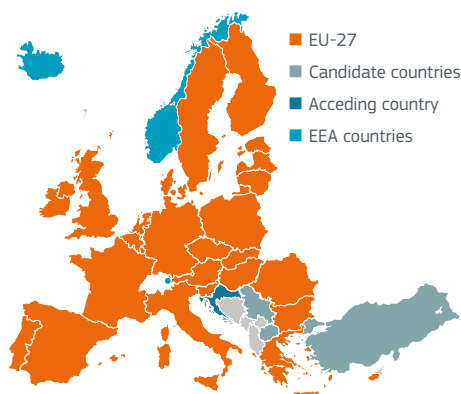 EU-27
Candidate countries
Acceding country
EEA countries